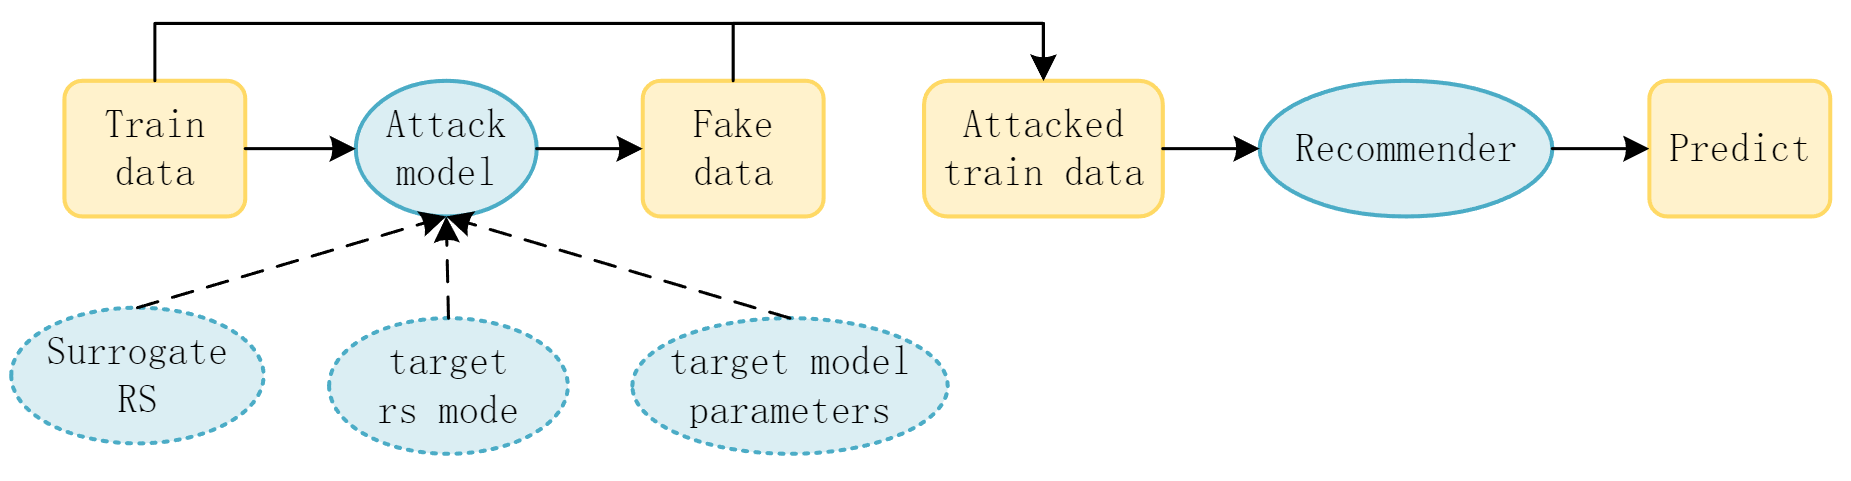 Train
data
Attack
model
Fake
data
Attacked
train data
Recommender
Predict
Surrogate
RS
target
rs mode
target model
parameters